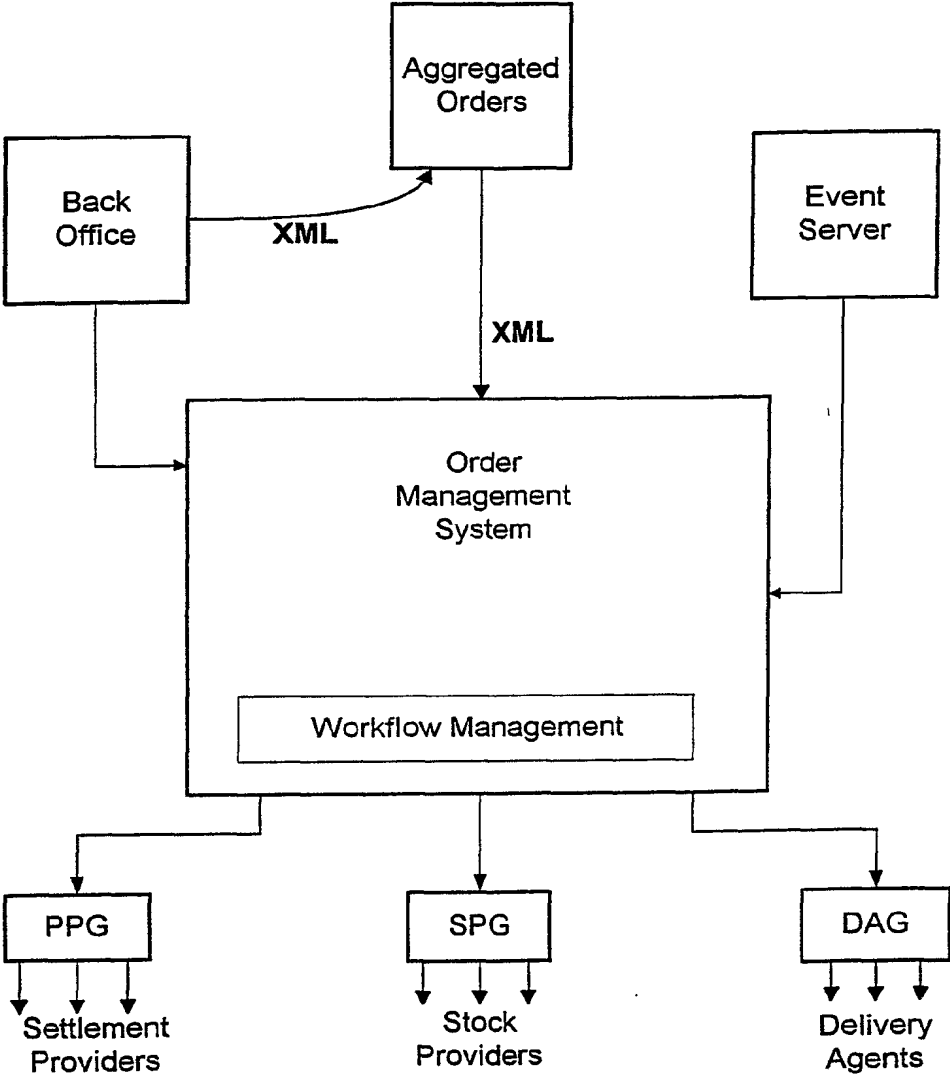 Aggregated
Orders
Back
Office
Event
Server
XML
XML
Order
Management
System
Workflow Management
PPG
SPG
DAG
Settlement
Providers
Stock
Providers
Delivery
Agents